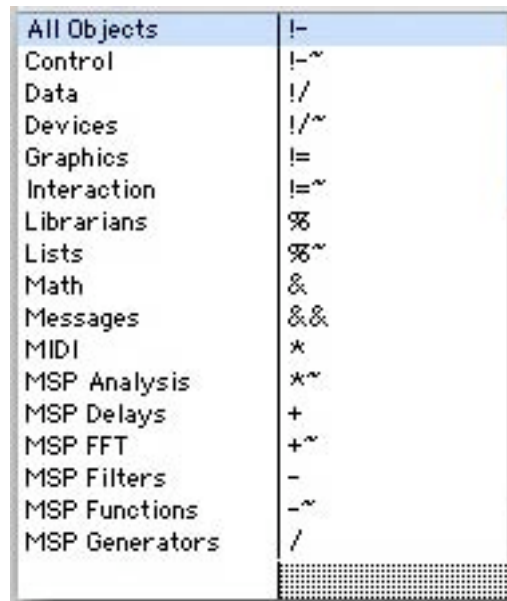 All Objects !-
Control !-~
Data !/
Devices !/~
Graphics !=
Interaction !=~
Librarians %
Lists %~
Math &
Messages &&
MIDI *
MSP Analysis *~
MSP Delays +
MSP FFT +~
MSP Filters -
MSP Functions -~
MSP Generators /